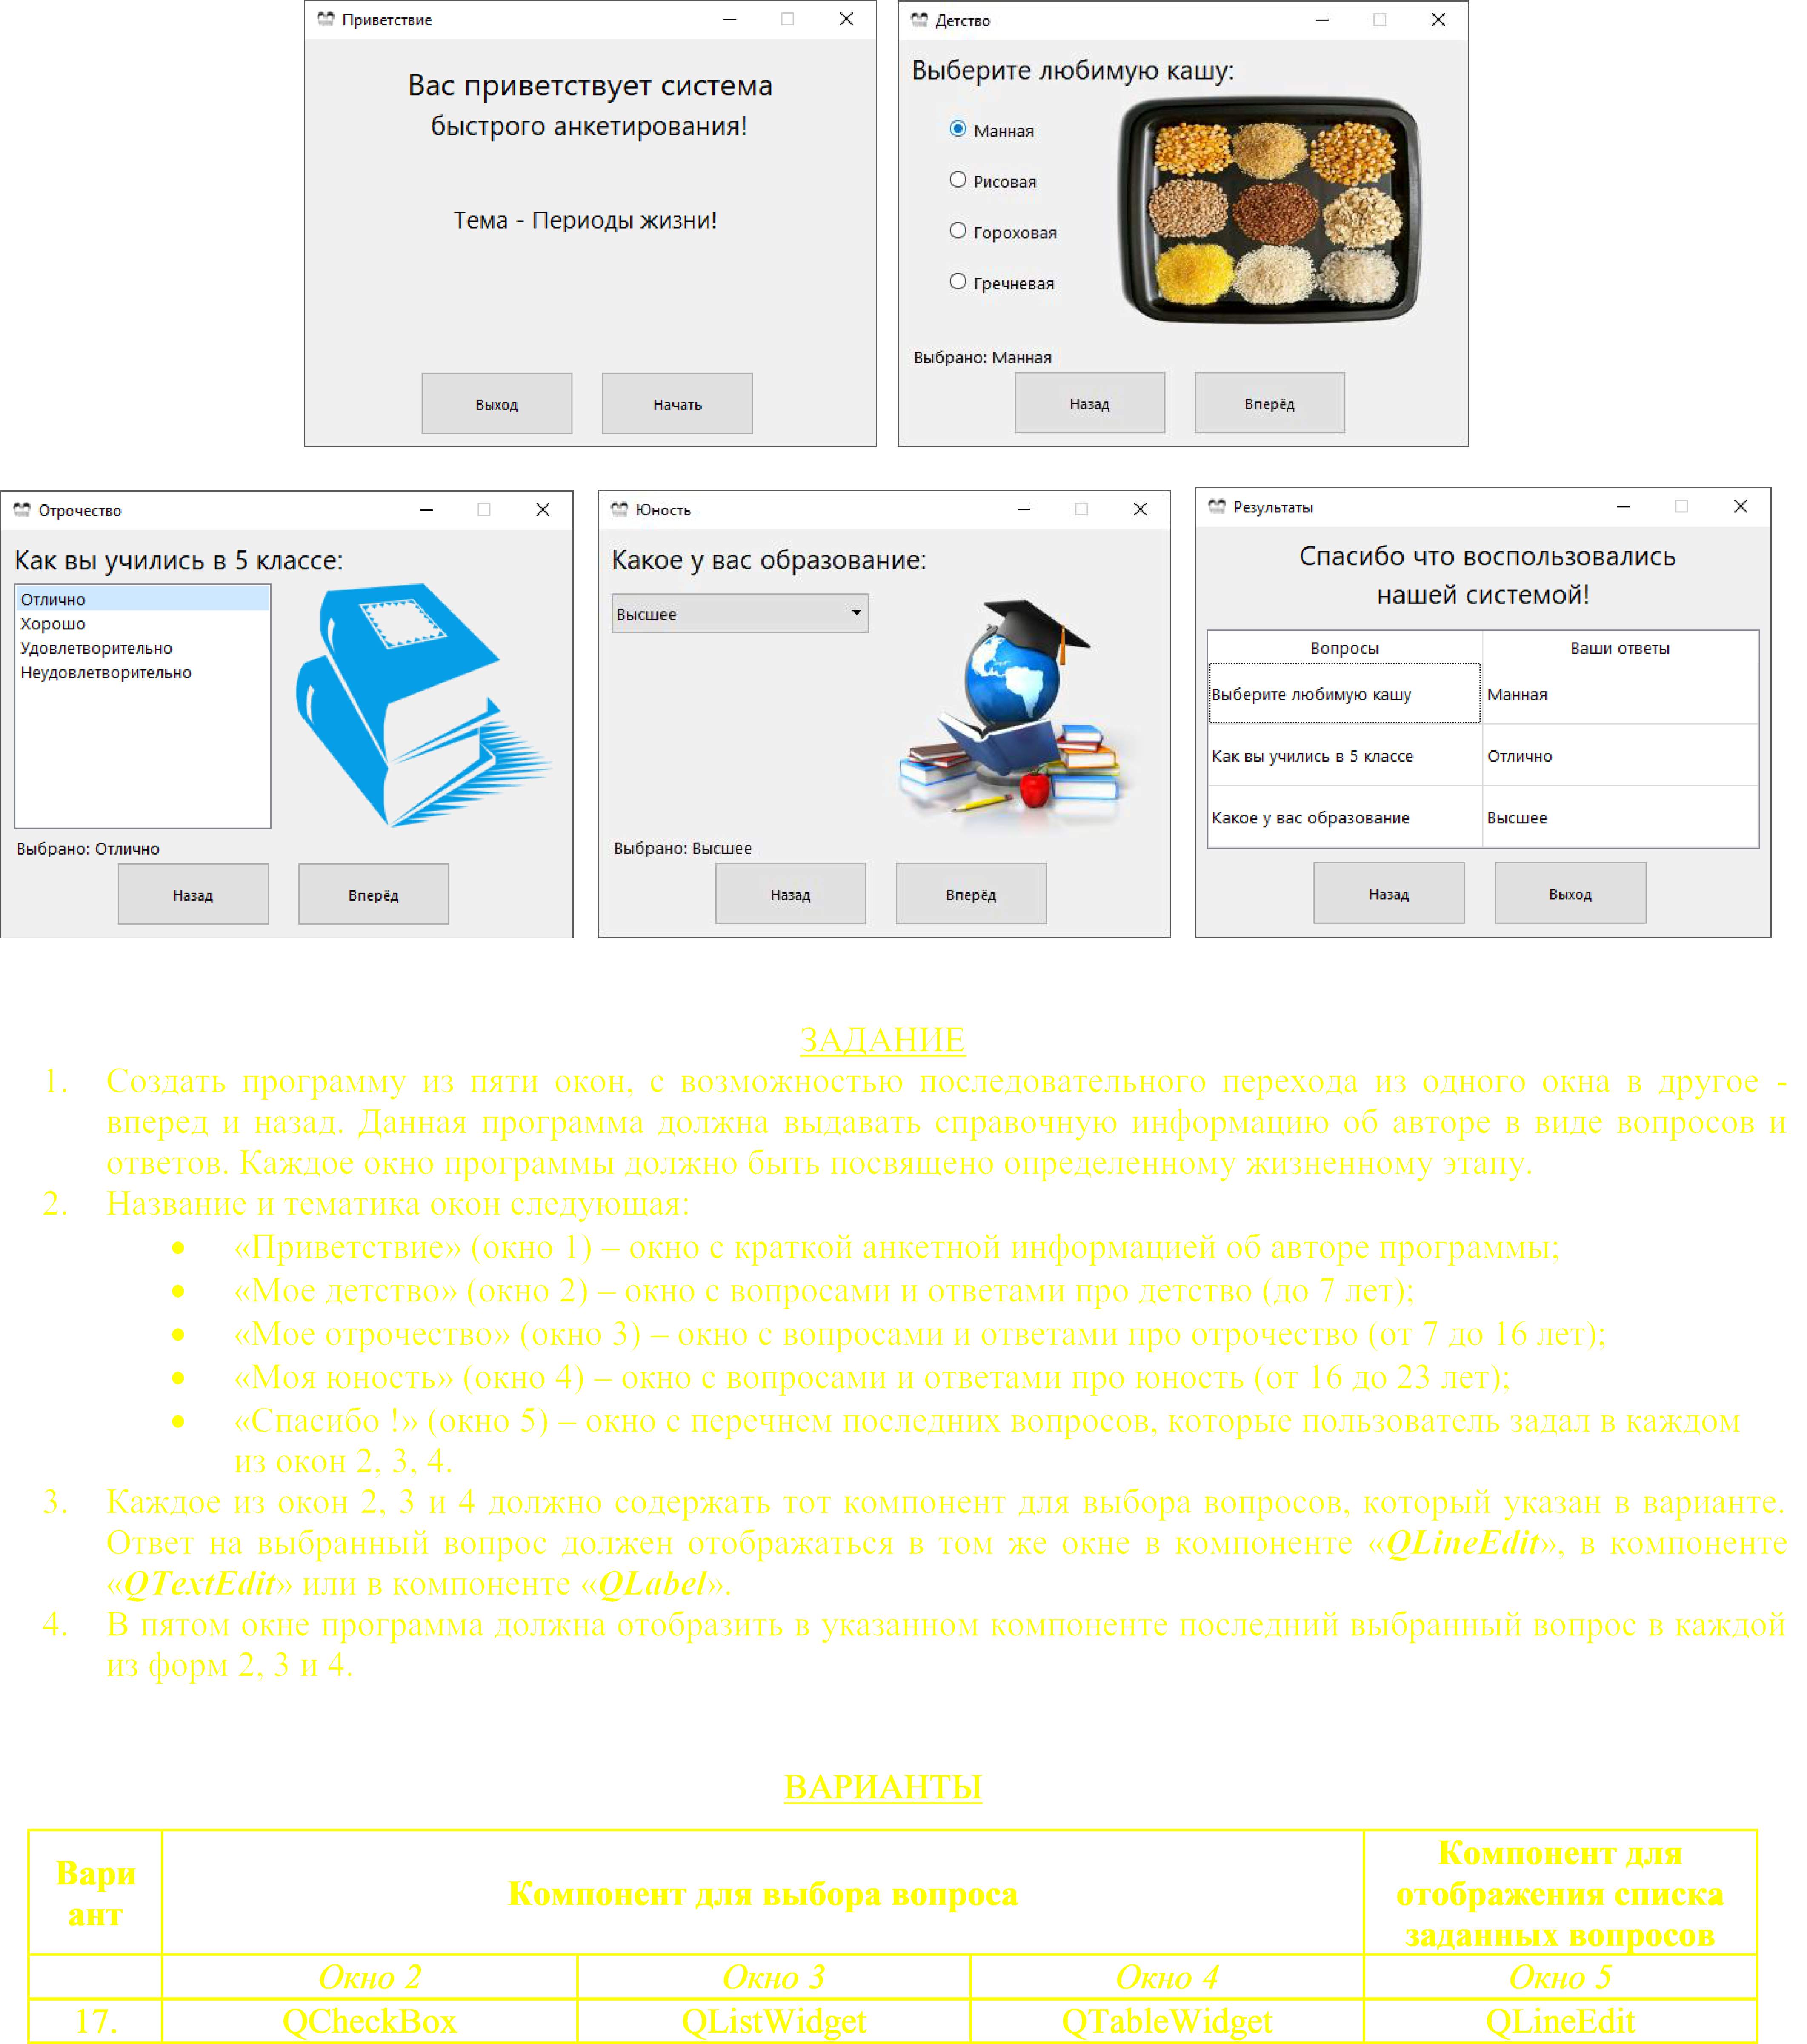 Приветствие
Вас приветствует система
быстрого анкетирования!
Тема - Периоды жизни!
Выход
Начать
Детство
Выберите любимую кашу:
Манная
Рисовая
Гороховая
Гречневая
Выбрано: Манная
Назад
Вперёд
Отрочество
Как вы учились в 5 классе:
Отлично
Хорошо
Удовлетворительно
Неудовлетворительно
Выбрано: Отлично
Назад
Вперёд
Юность
Какое у вас образование:
Высшее
Выбрано: Высшее
Назад
Вперёд
Результаты
Спасибо что воспользовались
нашей системой!
Вопросы Ваши ответы
Выберите любимую кашу Манная
Как вы учились в 5 классе Отлично
Какое у вас образование Высшее
Назад
Выход
ЗАДАНИЕ
1. Создать программу из пяти окон, с возможностью последовательного перехода из одного окна в другое -
вперед и назад. Данная программа должна выдавать справочную информацию об авторе в виде вопросов и
ответов. Каждое окно программы должно быть посвящено определенному жизненному этапу.
2. Название и тематика окон следующая:
• «Приветствие» (окно 1) – окно с краткой анкетной информацией об авторе программы;
• «Мое детство» (окно 2) – окно с вопросами и ответами про детство (до 7 лет);
• «Мое отрочество» (окно 3) – окно с вопросами и ответами про отрочество (от 7 до 16 лет);
• «Моя юность» (окно 4) – окно с вопросами и ответами про юность (от 16 до 23 лет);
• «Спасибо !» (окно 5) – окно с перечнем последних вопросов, которые пользователь задал в каждом
из окон 2, 3, 4.
3. Каждое из окон 2, 3 и 4 должно содержать тот компонент для выбора вопросов, который указан в варианте.
Ответ на выбранный вопрос должен отображаться в том же окне в компоненте «QLineEdit», в компоненте
«QTextEdit» или в компоненте «QLabel».
4. В пятом окне программа должна отобразить в указанном компоненте последний выбранный вопрос в каждой
из форм 2, 3 и 4.
ВАРИАНТЫ
Вари
ант
Компонент для выбора вопроса
Компонент для
отображения списка
заданных вопросов
Окно 2 Окно 3 Окно 4 Окно 5
17. QCheckBox QListWidget QTableWidget QLineEdit